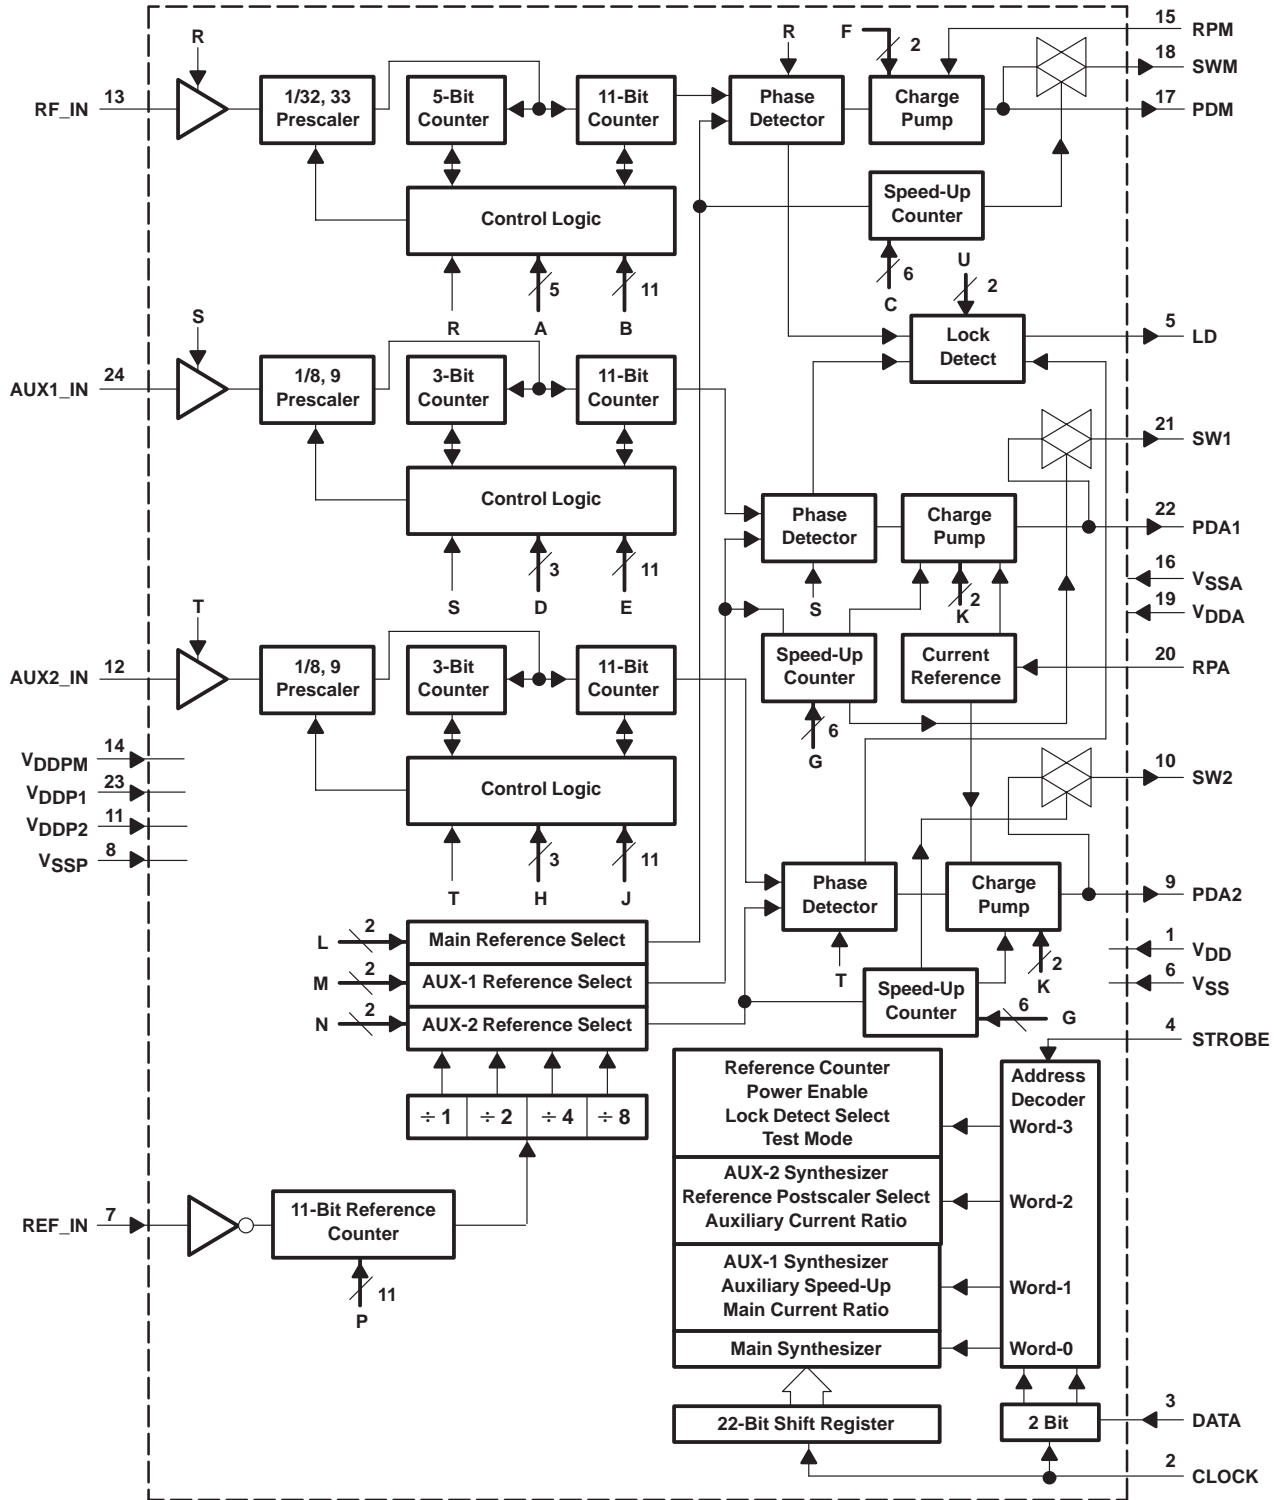 15
RPM
R
R
F
2
18
SWM
RF_IN
13
1/32, 33
Prescaler
5-Bit
Counter
11-Bit
Counter
Phase
Detector
Charge
Pump
17
PDM
Control Logic
Speed-Up
Counter
5
11
R
A
B
6
C
U
2
S
Lock
Detect
5
LD
AUX1_IN
24
1/8, 9
Prescaler
3-Bit
Counter
11-Bit
Counter
21
SW1
Control Logic
Phase
Detector
Charge
Pump
22
PDA1
3
11
S
D
E
S
2
K
16
VSSA
19
VDDA
T
AUX2_IN
12
1/8, 9
Prescaler
3-Bit
Counter
11-Bit
Counter
Speed-Up
Counter
Current
Reference
20
RPA
6
G
VDDPM
14
VDDP1
23
VDDP2
11
VSSP
8
Control Logic
10
SW2
3
11
T
H
J
Phase
Detector
Charge
Pump
9
PDA2
L
2
Main Reference Select
M
2
AUX-1 Reference Select
N
2
AUX-2 Reference Select
T
2
K
1
VDD
6
VSS
Speed-Up
Counter
6
G
4
STROBE
÷ 1
÷ 2
÷ 4
÷ 8
Reference Counter
Power Enable
Lock Detect Select
Test Mode
Address
Decoder
Word-3
AUX-2 Synthesizer
Reference Postscaler Select
Auxiliary Current Ratio
Word-2
REF_IN
7
11-Bit Reference
Counter
11
P
AUX-1 Synthesizer
Auxiliary Speed-Up
Main Current Ratio
Word-1
Main Synthesizer
Word-0
22-Bit Shift Register
2 Bit
3
DATA
2
CLOCK